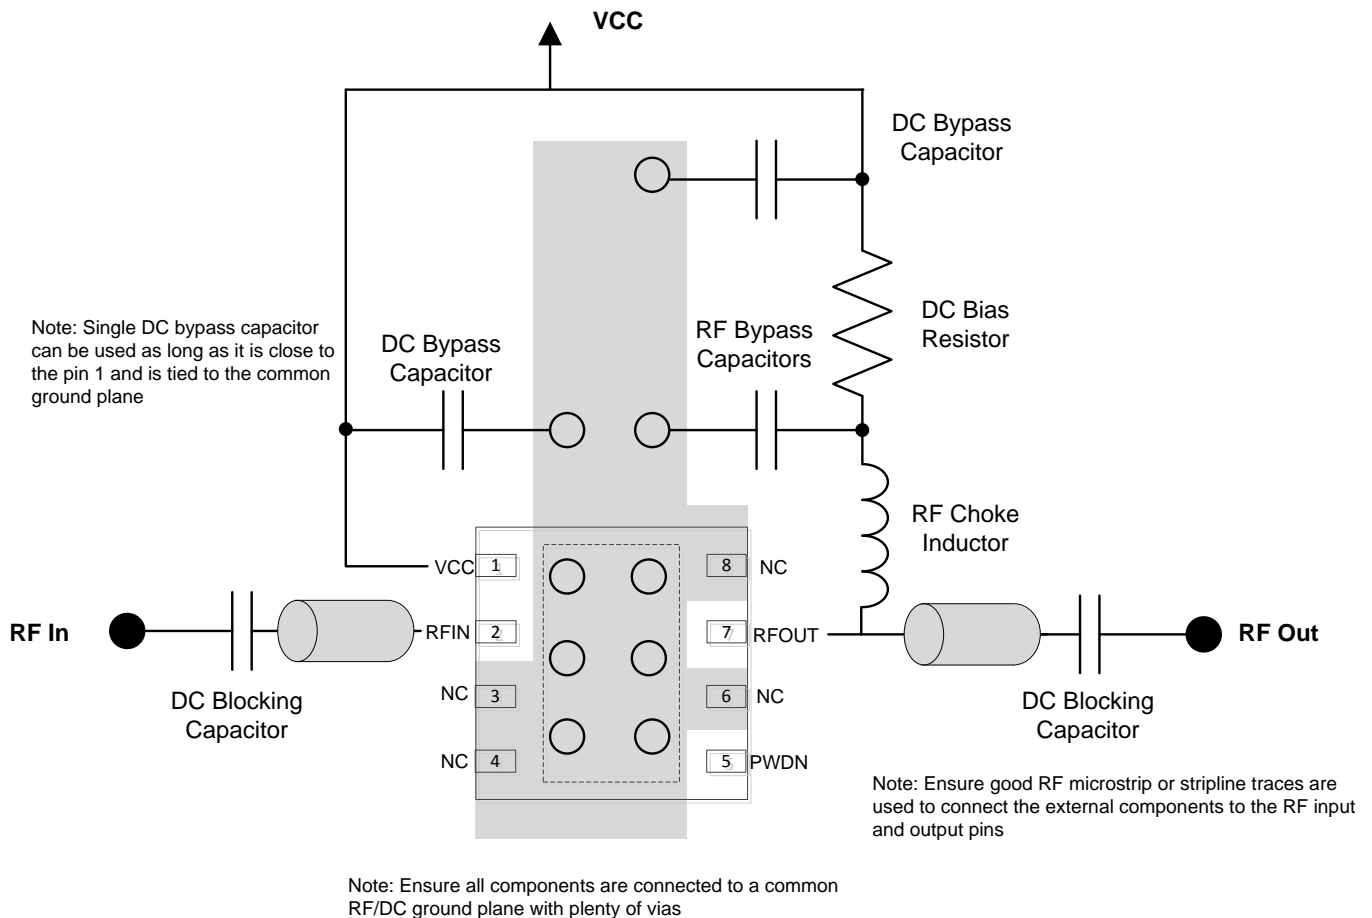 VCC
DC Bypass
Capacitor
DC Bias
Resistor
RF Bypass
Capacitors
DC Bypass
Capacitor
Note: Single DC bypass capacitor
can be used as long as it is close to
the pin 1 and is tied to the common
ground plane
RF Choke
Inductor
VCC 1
8 NC
RF In
RFIN 2
7 RFOUT
RF Out
NC 3
6 NC
NC 4
5 PWDN
DC Blocking
Capacitor
DC Blocking
Capacitor
Note: Ensure good RF microstrip or stripline traces are
used to connect the external components to the RF input
and output pins
Note: Ensure all components are connected to a common
RF/DC ground plane with plenty of vias